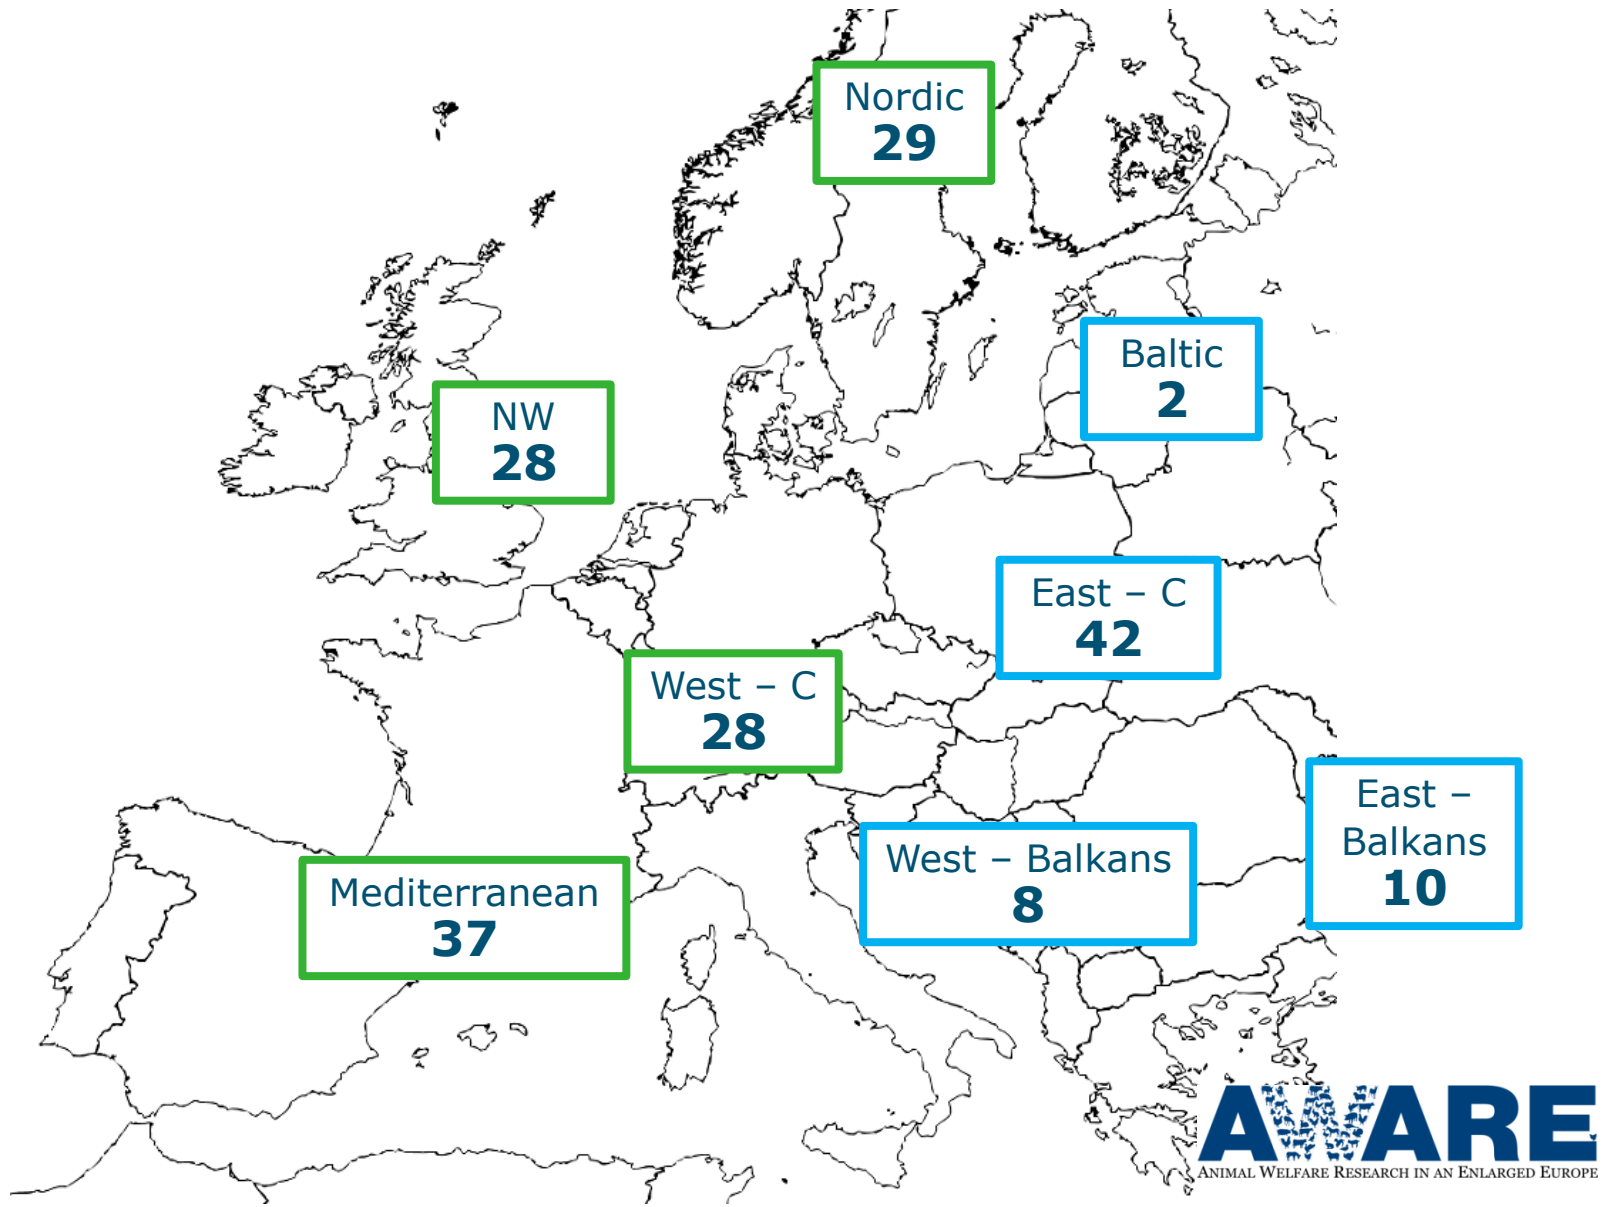 Nordic
29
Baltic
2
NW
28
East – C
42
West – C
28
East –
Balkans
10
West – Balkans
8
Mediterranean
37
AWARE
ANIMAL WELFARE RESEARCH IN AN ENLARGED EUROPE